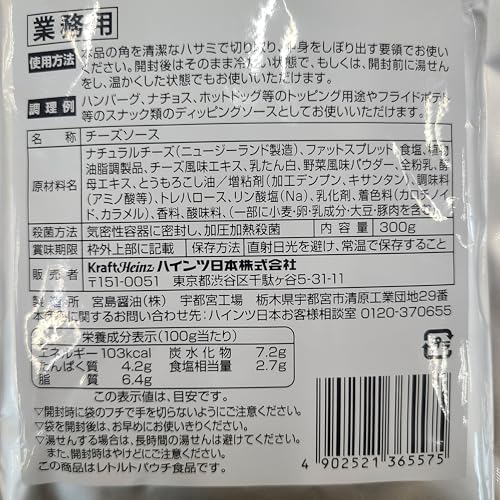 業務用
使用方法 本品の角を清潔なハサミで切り取り、中身をしぼり出す要領でお使い
ください。開封後はそのまま冷たい状態で、もしくは、開封前に湯せん
をし、温かくした状態でもお使いいただけます。
調理例 ハンバーグ、ナチョス、ホットドッグ等のトッピング用途やフライドポテト
等のスナック類のディッピングソースとしてお使いいただけます。
名称 チーズソース
原材料名 ナチュラルチーズ(ニュージーランド製造)、ファットスプレッド、食塩、植物
油脂調製品、チーズ風味エキス、乳たん白、野菜風味パウダー、全粉乳、酵
母エキス、とうもろこし油/増粘剤(加工デンプン、キサンタン)、調味料
(アミノ酸等)、トレハロース、リン酸塩(Na)、乳化剤、着色料(カロチノイ
ド、カラメル)、香料、酸味料、(一部に小麦・卵・乳成分・大豆・豚肉を含む)
殺菌方法 気密性容器に密封し、加圧加熱殺菌 内容量 300g
賞味期限 枠外上部に記載 保存方法 直射日光を避け、常温で保存すること
販売者 KraftHeinz ハインツ日本株式会社
〒151-0051 東京都渋谷区千駄ヶ谷5-31-11
製造所 宮島醤油(株) 宇都宮工場 栃木県宇都宮市清原工業団地29番
本品に関するお問い合わせ先:ハインツ日本お客様相談室 0120-370655
栄養成分表示(100g当たり)
エネルギー 103kcal 炭水化物 7.2g
たんぱく質 4.2g 食塩相当量 2.7g
脂質 6.4g
この表示値は、目安です。
▽開封時に袋のフチで手を切らないようにご注意ください。
▽袋を開封後は、お早めにお使いきりください。
▽湯せんする場合は、長時間の湯せんは避けてください。
また、開封時はやけどなどにご注意ください。
この商品はレトルトパウチ食品です。
4 902521 365575